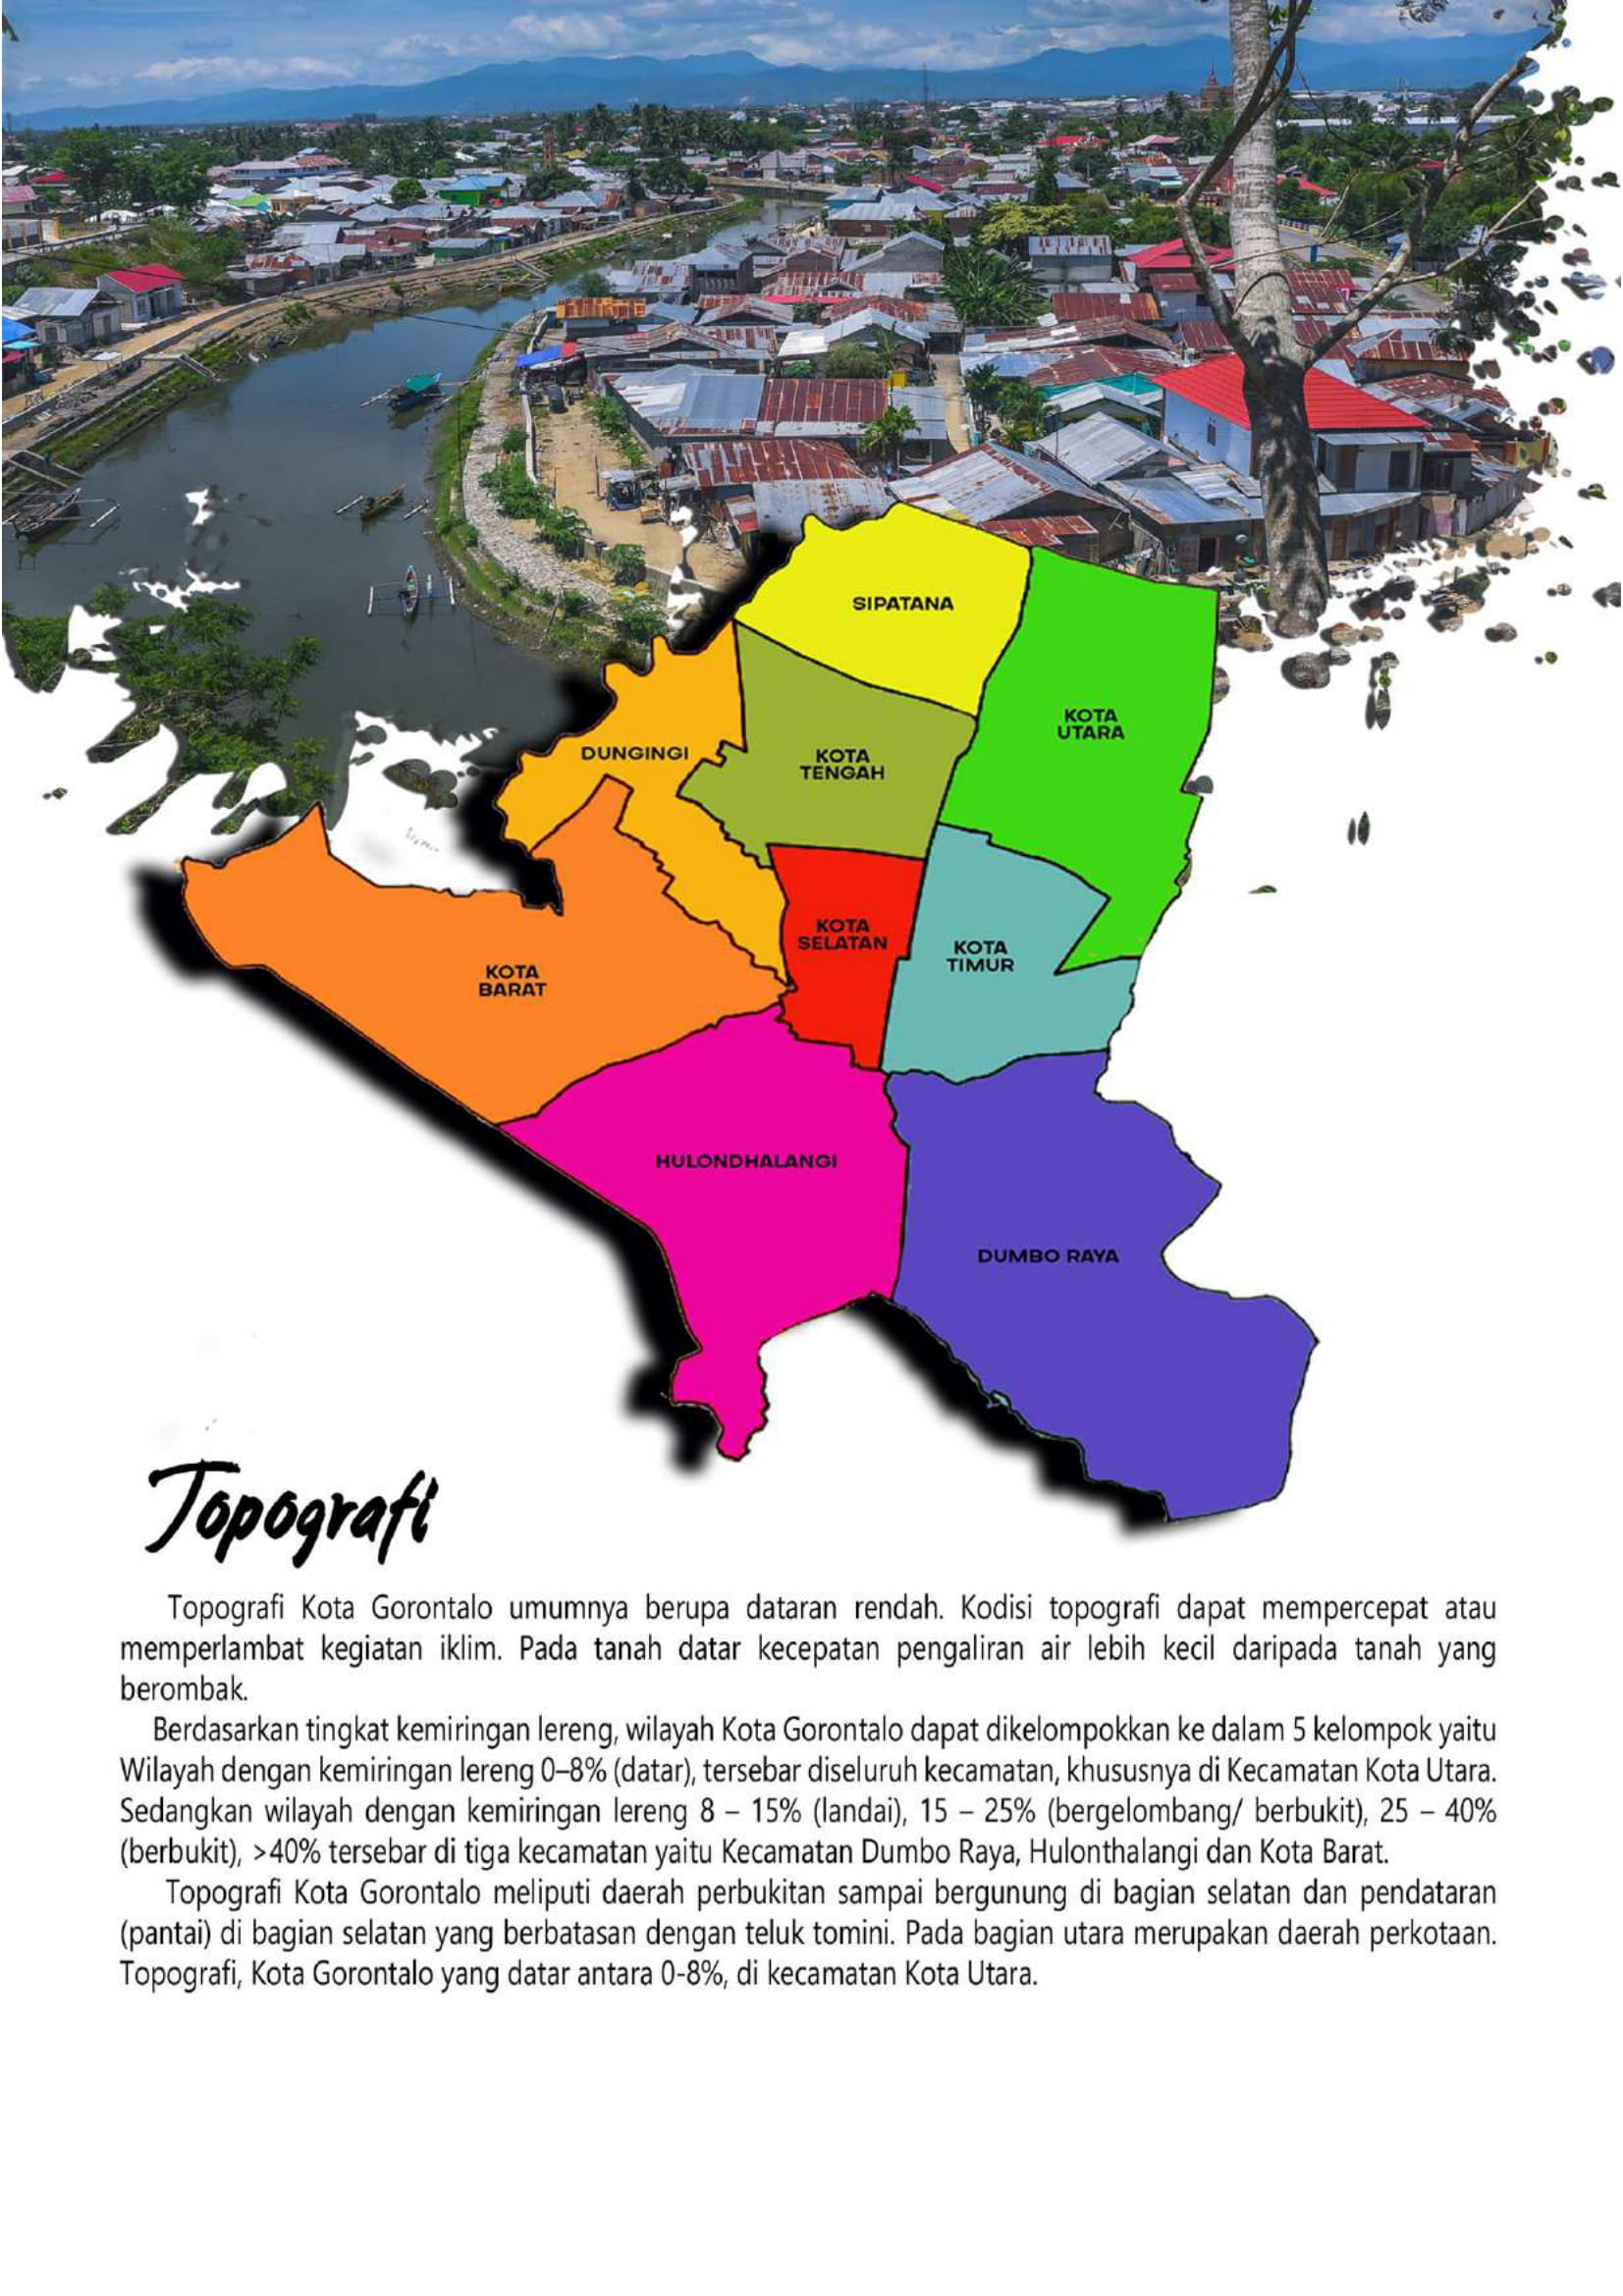 SIPATANA
KOTA
UTARA
DUNGINGI
KOTA
TENGAH
KOTA
SELATAN
KOTA
TIMUR
KOTA
BARAT
HULONDHALANGI
DUMBO RAYA
Topografi
Topografi Kota Gorontalo umumnya berupa dataran rendah. Kodisi topografi dapat mempercepat atau
memperlambat kegiatan iklim. Pada tanah datar kecepatan pengaliran air lebih kecil daripada tanah yang
berombak.
Berdasarkan tingkat kemiringan lereng, wilayah Kota Gorontalo dapat dikelompokkan ke dalam 5 kelompok yaitu
Wilayah dengan kemiringan lereng 0–8% (datar), tersebar diseluruh kecamatan, khususnya di Kecamatan Kota Utara.
Sedangkan wilayah dengan kemiringan lereng 8 – 15% (landai), 15 – 25% (bergelombang/ berbukit), 25 – 40%
(berbukit), >40% tersebar di tiga kecamatan yaitu Kecamatan Dumbo Raya, Hulonthalangi dan Kota Barat.
Topografi Kota Gorontalo meliputi daerah perbukitan sampai bergunung di bagian selatan dan pendataran
(pantai) di bagian selatan yang berbatasan dengan teluk tomini. Pada bagian utara merupakan daerah perkotaan.
Topografi, Kota Gorontalo yang datar antara 0-8%, di kecamatan Kota Utara.